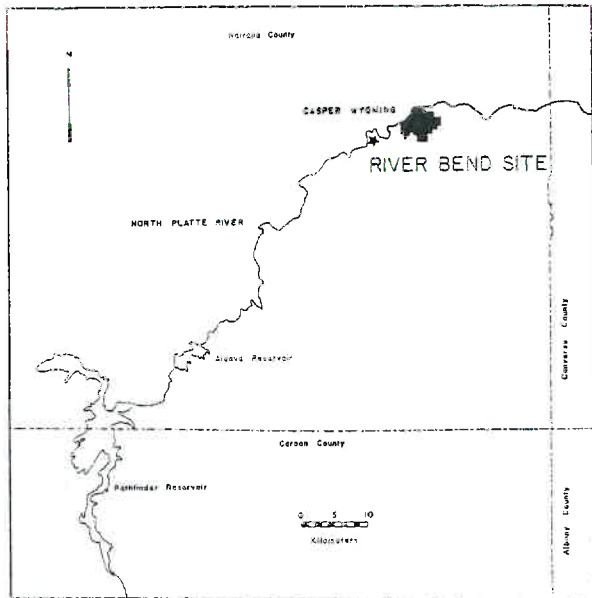 Natrona County
N
CASPER WYOMING
RIVER BEND SITE
NORTH PLATTE RIVER
Converse County
Alcova Reservoir
Carbon County
Pathfinder Reservoir
0 5 10
Kilometers
Albany County